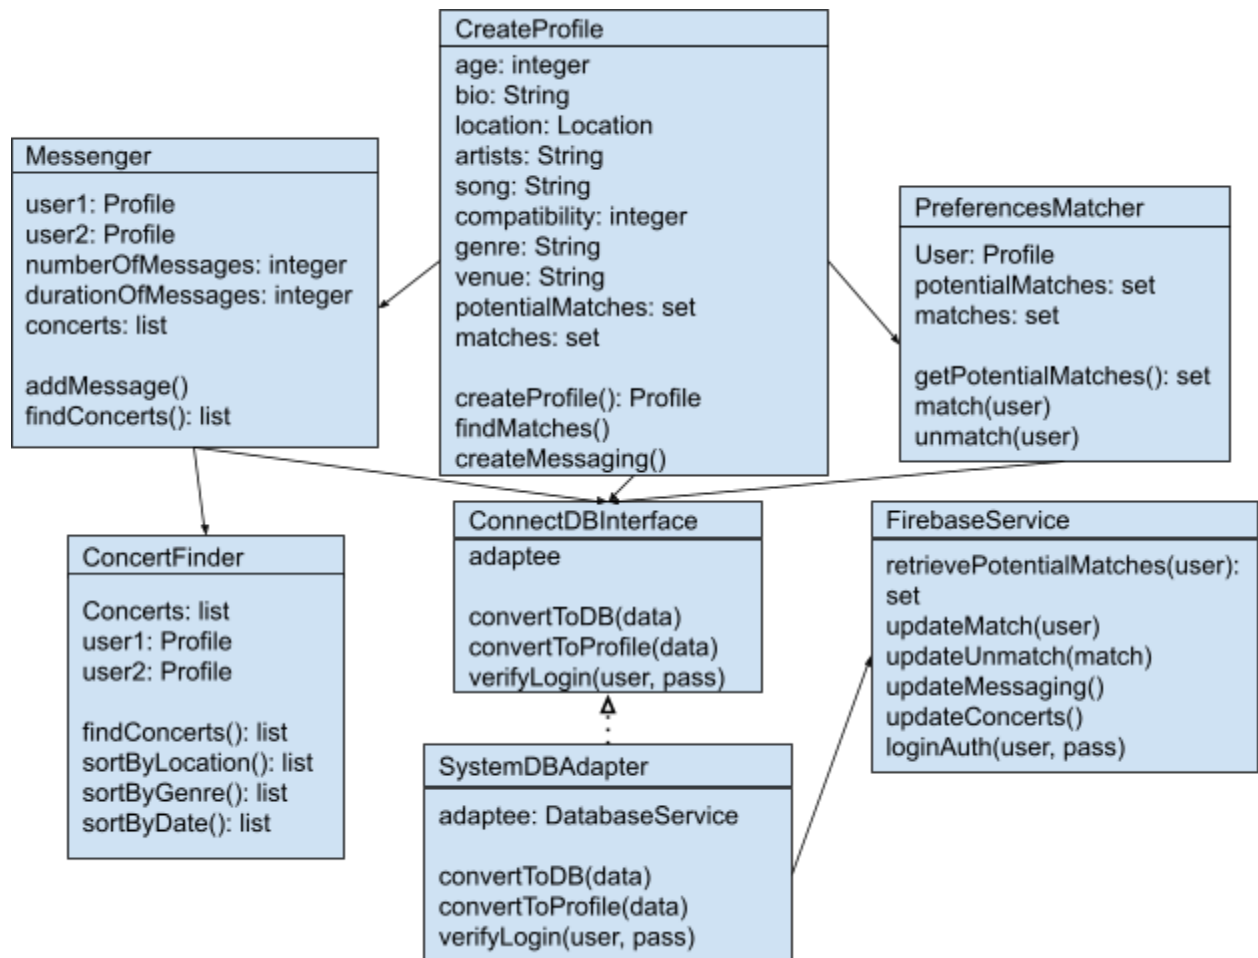 CreateProfile
age: integer
bio: String
location: Location
artists: String
song: String
compatibility: integer
genre: String
venue: String
potentialMatches: set
matches: set
createProfile(): Profile
findMatches()
createMessaging()
Messenger
user1: Profile
user2: Profile
numberOfMessages: integer
durationOfMessages: integer
concerts: list
addMessage()
findConcerts(): list
PreferencesMatcher
User: Profile
potentialMatches: set
matches: set
getPotentialMatches(): set
match(user)
unmatch(user)
ConcertFinder
Concerts: list
user1: Profile
user2: Profile
findConcerts(): list
sortByLocation(): list
sortByGenre(): list
sortByDate(): list
ConnectDBInterface
adaptee
convertToDB(data)
convertToProfile(data)
verifyLogin(user, pass)
FirebaseService
retrievePotentialMatches(user):
set
updateMatch(user)
updateUnmatch(match)
updateMessaging()
updateConcerts()
loginAuth(user, pass)
SystemDBAdapter
adaptee: DatabaseService
convertToDB(data)
convertToProfile(data)
verifyLogin(user, pass)